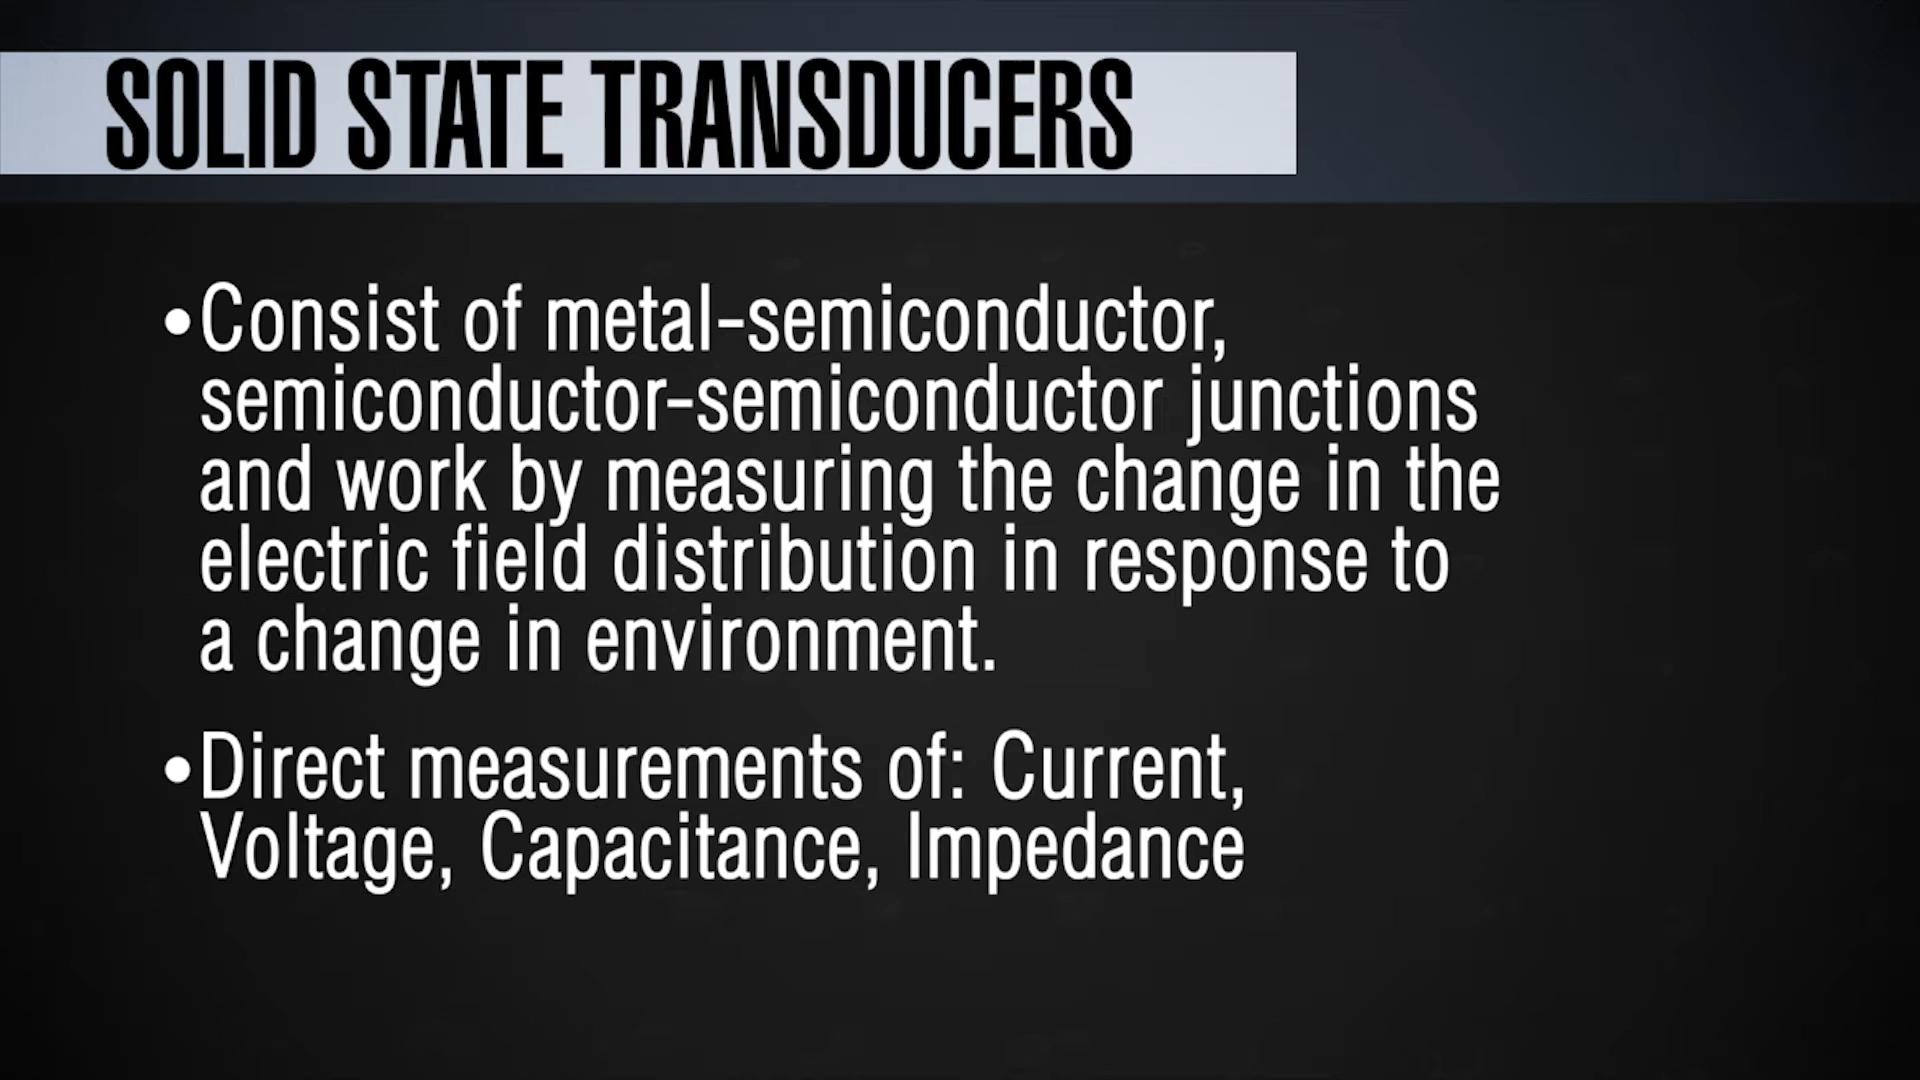 SOLID STATE TRANSDUCERS
•Consist of metal-semiconductor,
semiconductor-semiconductor junctions
and work by measuring the change in the
electric field distribution in response to
a change in environment.
•Direct measurements of: Current,
Voltage, Capacitance, Impedance